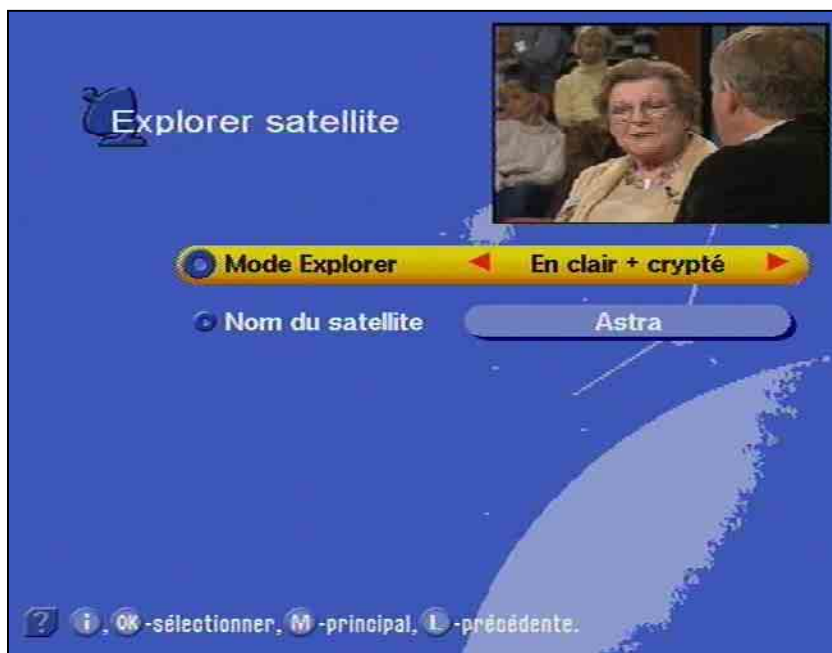 Explorer satellite
Mode Explorer En clair + crypté
Nom du satellite Astra
? i, OK -sélectionner, M -principal, L -précédente.